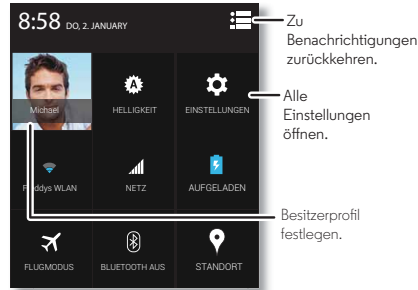 8:58 DO, 2. JANUARY
Zu
Benachrichtigungen
zurückkehren.
Michael
HELLIGKEIT
EINSTELLUNGEN
Alle
Einstellungen
öffnen.
WLAN
NETZ
AUFGELADEN
Besitzerprofil
festlegen.
FLUGMODUS
BLUETOOTH AUS
STANDORT